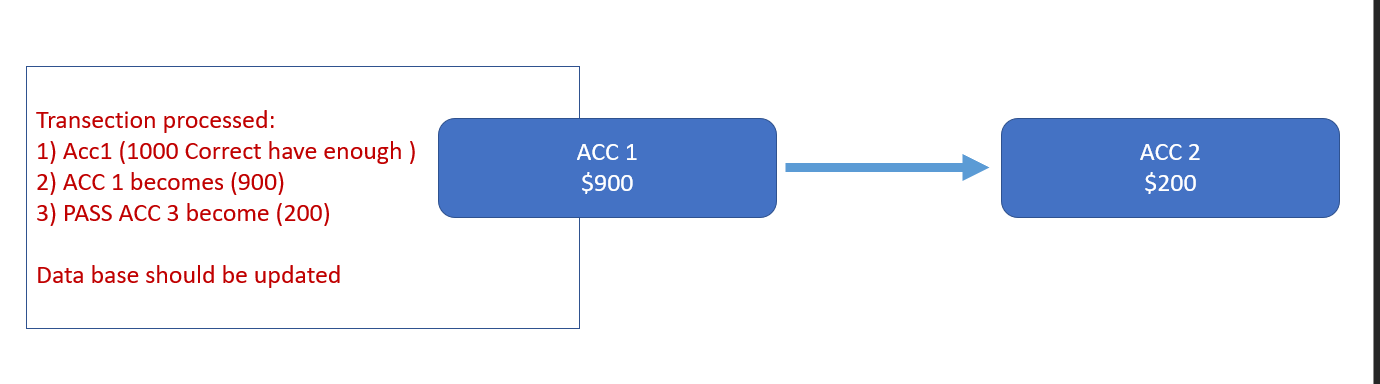 Transection processed:
1) Acc1 (1000 Correct have enough )
2) ACC 1 becomes (900)
3) PASS ACC 3 become (200)
Data base should be updated
ACC 1
$900
ACC 2
$200